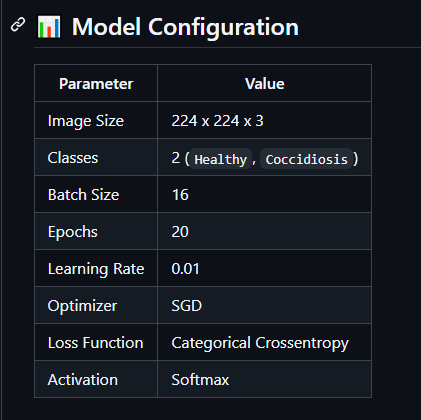 📊 Model Configuration
Parameter Value
Image Size 224 x 224 x 3
Classes 2 (Healthy, Coccidiosis)
Batch Size 16
Epochs 20
Learning Rate 0.01
Optimizer SGD
Loss Function Categorical Crossentropy
Activation Softmax